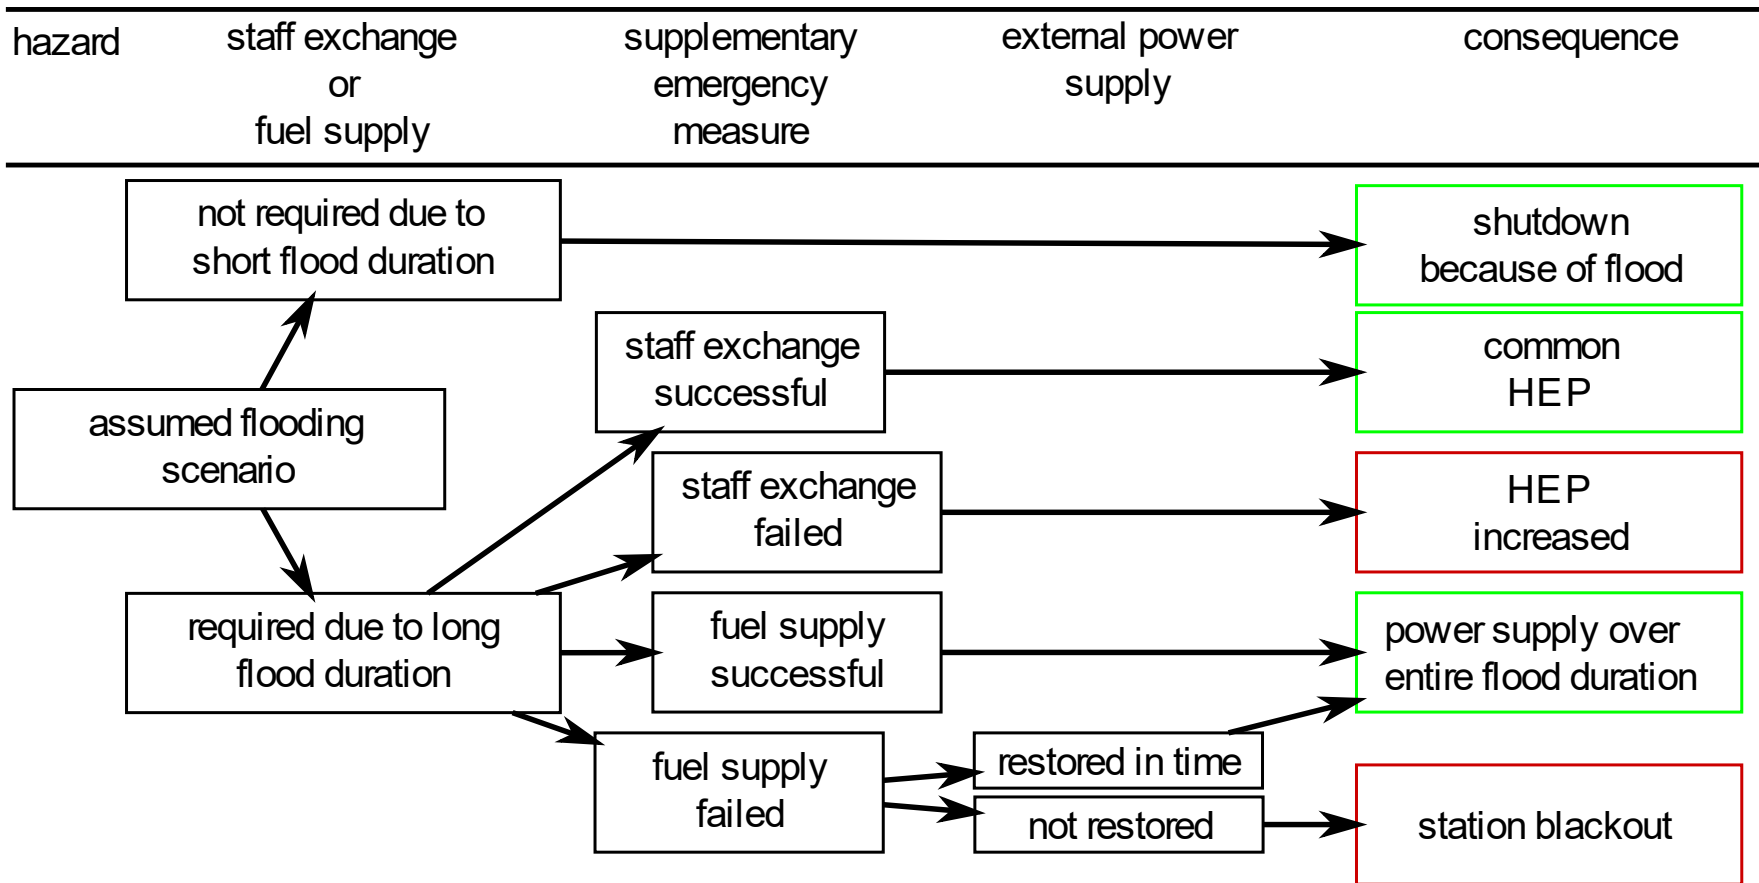 hazard
staff exchange
or
fuel supply
supplementary
emergency
measure
external power
supply
consequence
not required due to
short flood duration
shutdown
because of flood
staff exchange
successful
common
HEP
assumed flooding
scenario
staff exchange
failed
HEP
increased
required due to long
flood duration
fuel supply
successful
power supply over
entire flood duration
fuel supply
failed
restored in time
not restored
station blackout